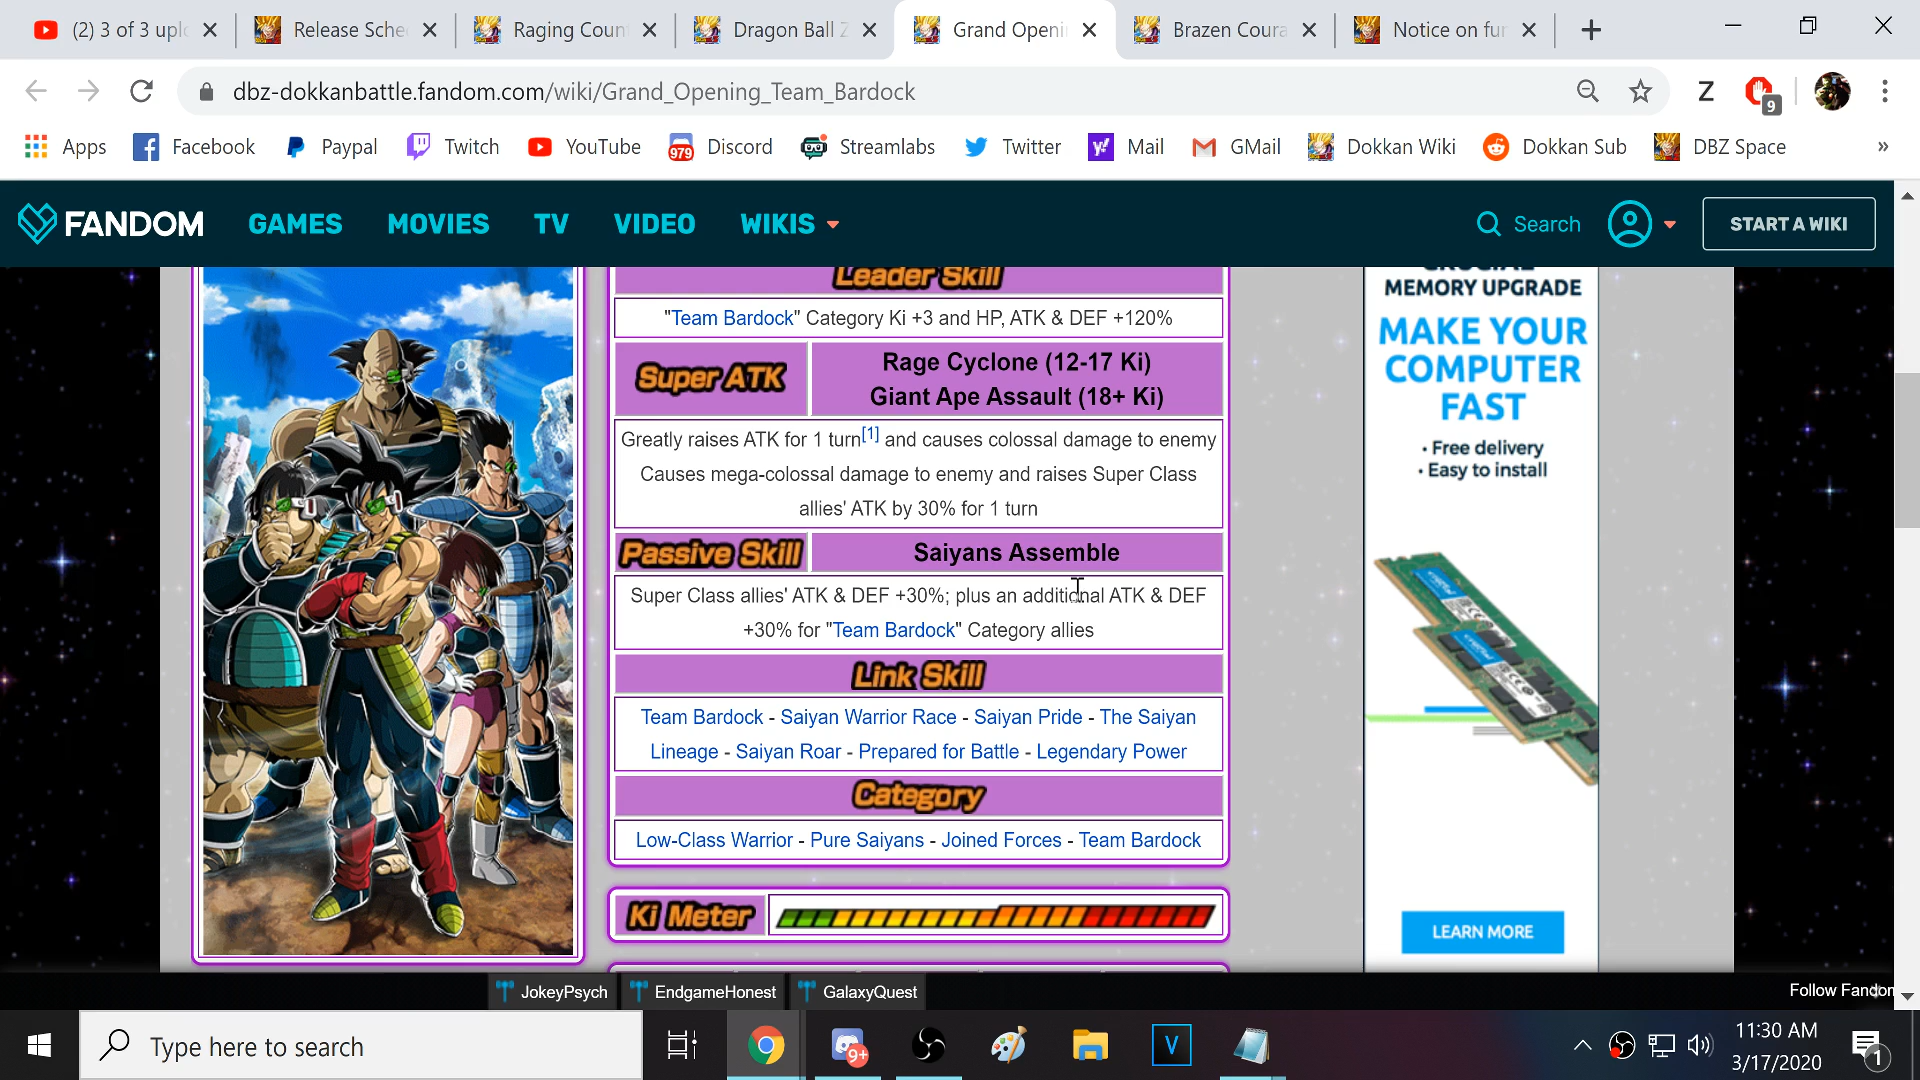 (2) 3 of 3 uplo
Release Sche
Raging Coun
Dragon Ball Z
Grand Openi
Brazen Coura
Notice on fur
dbz-dokkanbattle.fandom.com/wiki/Grand_Opening_Team_Bardock
Z
9
Apps
Facebook
Paypal
Twitch
YouTube
979
Discord
Streamlabs
Twitter
y!
Mail
GMail
Dokkan Wiki
Dokkan Sub
DBZ Space
»
FANDOM
GAMES
MOVIES
TV
VIDEO
WIKIS
Search
START A WIKI
Leader Skill
"Team Bardock" Category Ki +3 and HP, ATK & DEF +120%
Super ATK
Rage Cyclone (12-17 Ki)
Giant Ape Assault (18+ Ki)
Greatly raises ATK for 1 turn[1] and causes colossal damage to enemy
Causes mega-colossal damage to enemy and raises Super Class
allies' ATK by 30% for 1 turn
Passive Skill
Saiyans Assemble
Super Class allies' ATK & DEF +30%; plus an additional ATK & DEF
+30% for "Team Bardock" Category allies
Link Skill
Team Bardock - Saiyan Warrior Race - Saiyan Pride - The Saiyan
Lineage - Saiyan Roar - Prepared for Battle - Legendary Power
Category
Low-Class Warrior - Pure Saiyans - Joined Forces - Team Bardock
Ki Meter
CRUCIAL
MEMORY UPGRADE
MAKE YOUR
COMPUTER
FAST
• Free delivery
• Easy to install
crucial
crucial
LEARN MORE
JokeyPsych
EndgameHonest
GalaxyQuest
Follow Fandom
Type here to search
9+
V
11:30 AM
3/17/2020
1